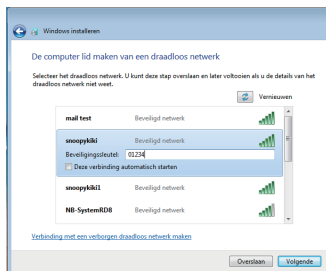 Windows installeren
De computer lid maken van een draadloos netwerk
Selecteer het draadloos netwerk. U kunt deze stap overslaan en later voltooien als u de details van het
draadloos netwerk niet weet.
Vernieuwen
mail test Beveiligd netwerk
snoopykiki Beveiligd netwerk
Beveiligingssleutel: 01234
Deze verbinding automatisch starten
snoopykiki1 Beveiligd netwerk
NB-SystemRDB Beveiligd netwerk
Verbinding met een verborgen draadloos netwerk maken
Overslaan Volgende